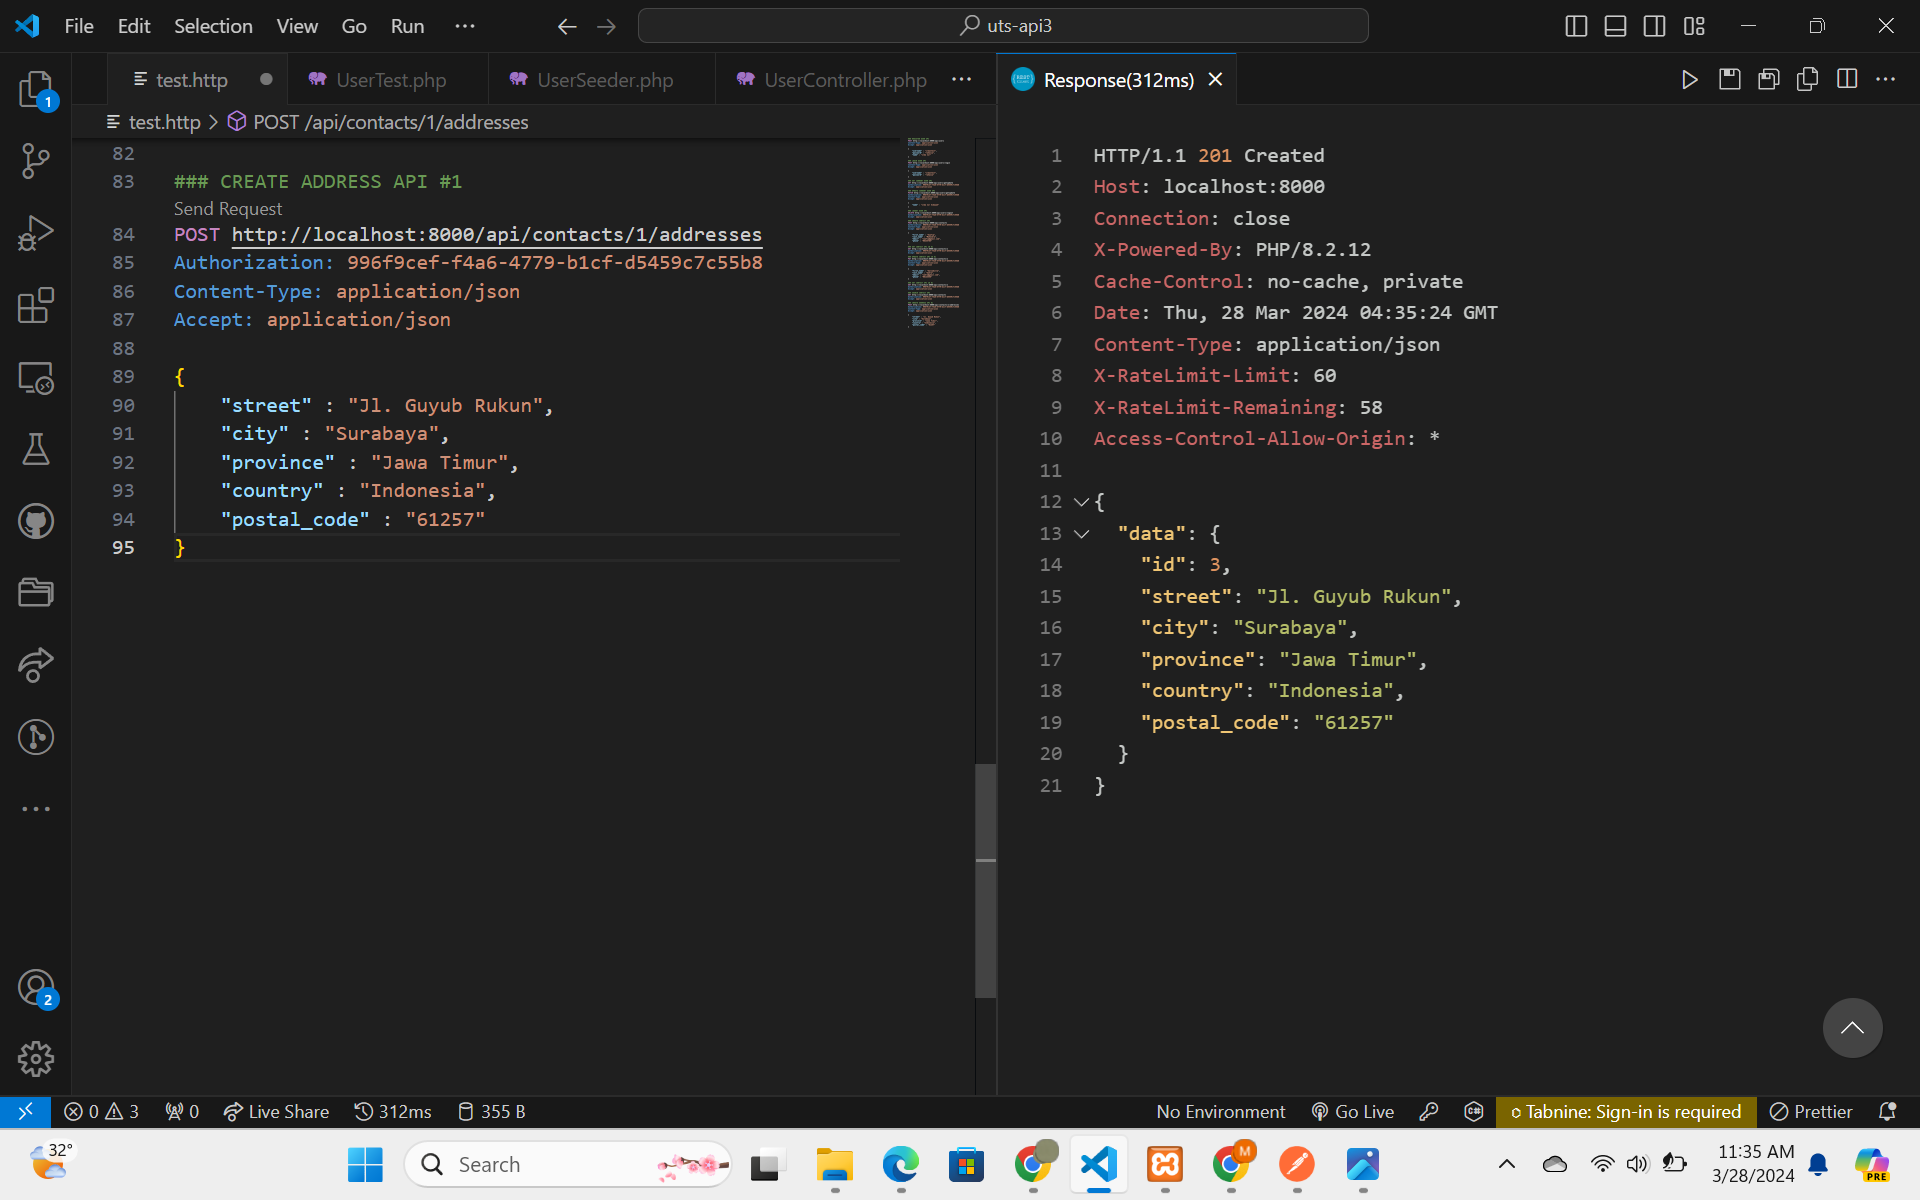 File Edit Selection View Go Run ··· uts-api3
test.http UserTest.php UserSeeder.php UserController.php ···
Response(312ms)
1
test.http > POST /api/contacts/1/addresses
82
83 ### CREATE ADDRESS API #1
Send Request
84 POST http://localhost:8000/api/contacts/1/addresses
85 Authorization: 996f9cef-f4a6-4779-b1cf-d5459c7c55b8
86 Content-Type: application/json
87 Accept: application/json
88
89 {
90 "street" : "Jl. Guyub Rukun",
91 "city" : "Surabaya",
92 "province" : "Jawa Timur",
93 "country" : "Indonesia",
94 "postal_code" : "61257"
95 }
1 HTTP/1.1 201 Created
2 Host: localhost:8000
3 Connection: close
4 X-Powered-By: PHP/8.2.12
5 Cache-Control: no-cache, private
6 Date: Thu, 28 Mar 2024 04:35:24 GMT
7 Content-Type: application/json
8 X-RateLimit-Limit: 60
9 X-RateLimit-Remaining: 58
10 Access-Control-Allow-Origin: *
11
12 {
13 "data": {
14 "id": 3,
15 "street": "Jl. Guyub Rukun",
16 "city": "Surabaya",
17 "province": "Jawa Timur",
18 "country": "Indonesia",
19 "postal_code": "61257"
20 }
21 }
2
0 3 0 Live Share 312ms 355 B No Environment Go Live Tabnine: Sign-in is required Prettier
32° Search M 11:35 AM
3/28/2024 PRE